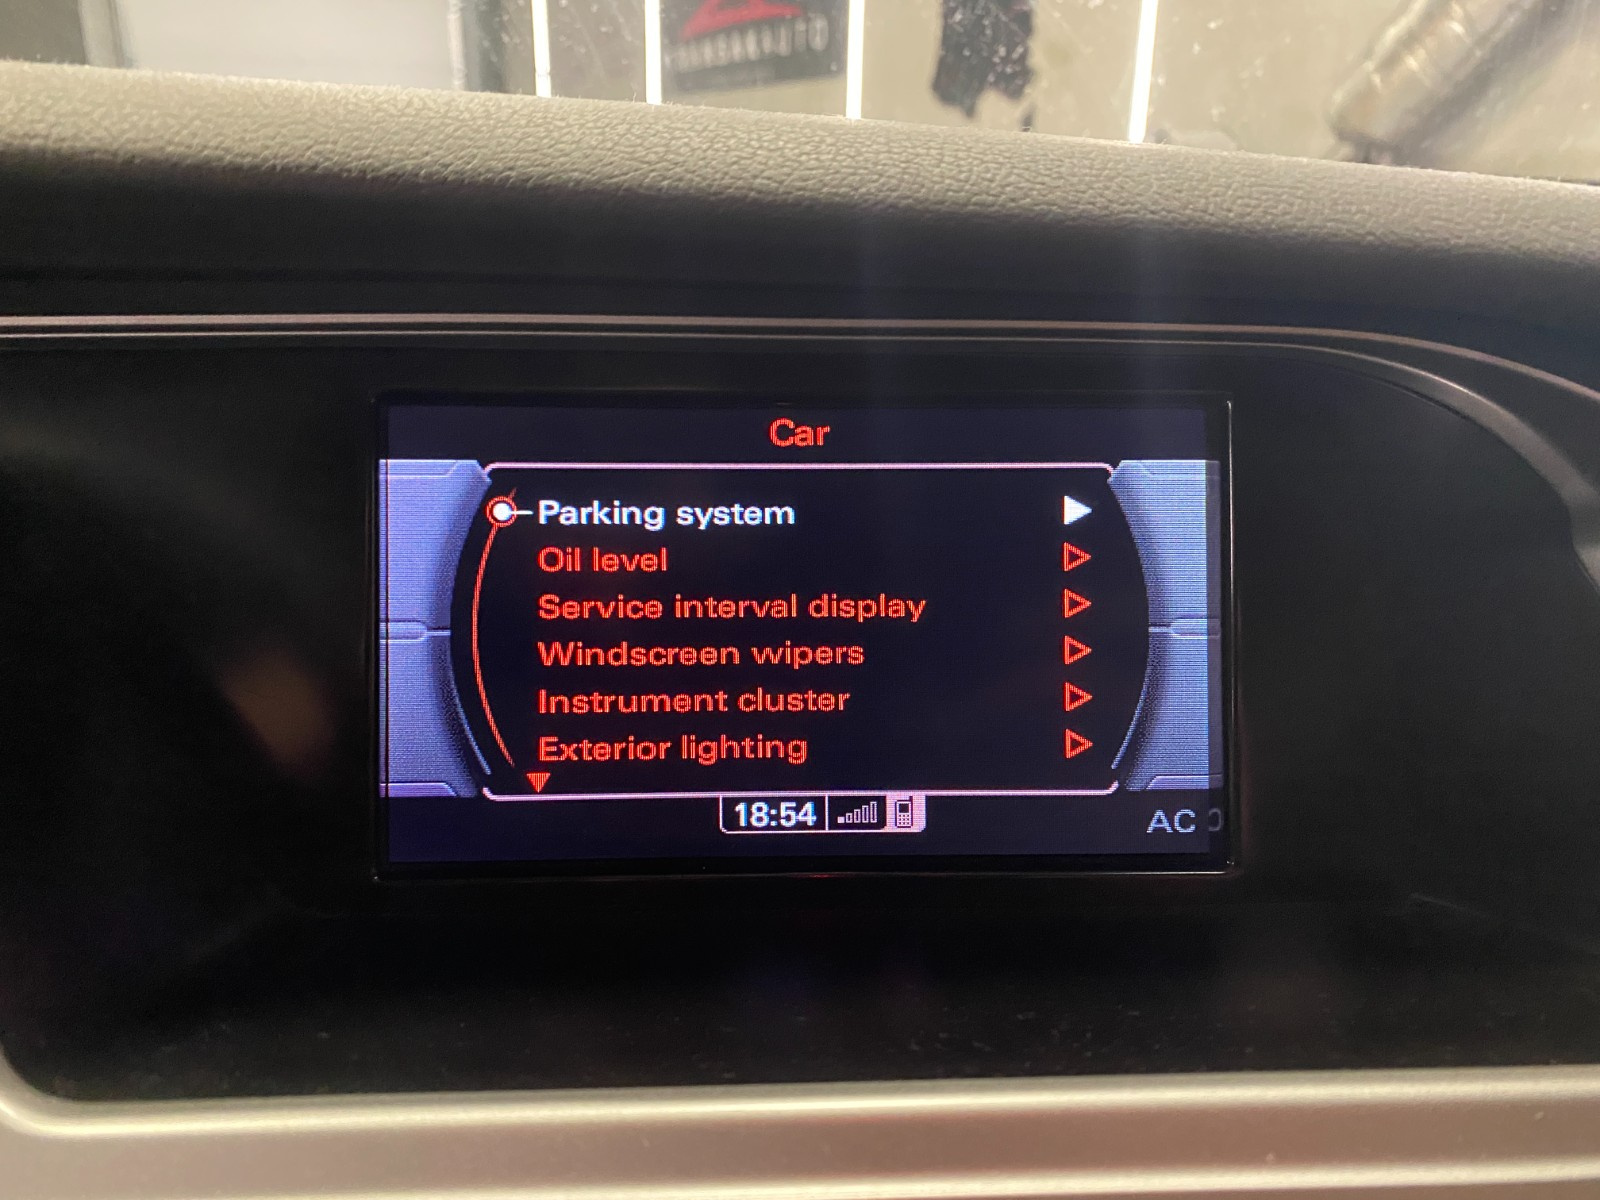 Car
Parking system
Oil level
Service interval display
Windscreen wipers
Instrument cluster
Exterior lighting
18:54
AC